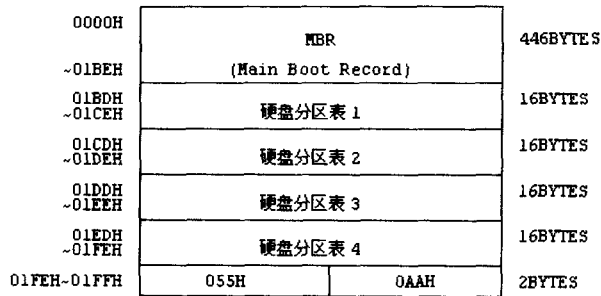 0000H
MBR
446BYTES
~01BEH
(Main Boot Record)
01BDH
~01CEH
硬盘分区表 1
16BYTES
01CDH
~01DEH
硬盘分区表 2
16BYTES
01DDH
~01EEH
硬盘分区表 3
16BYTES
01EDH
~01FEH
硬盘分区表 4
16BYTES
01FEH~01FFH
055H
0AAH
2BYTES